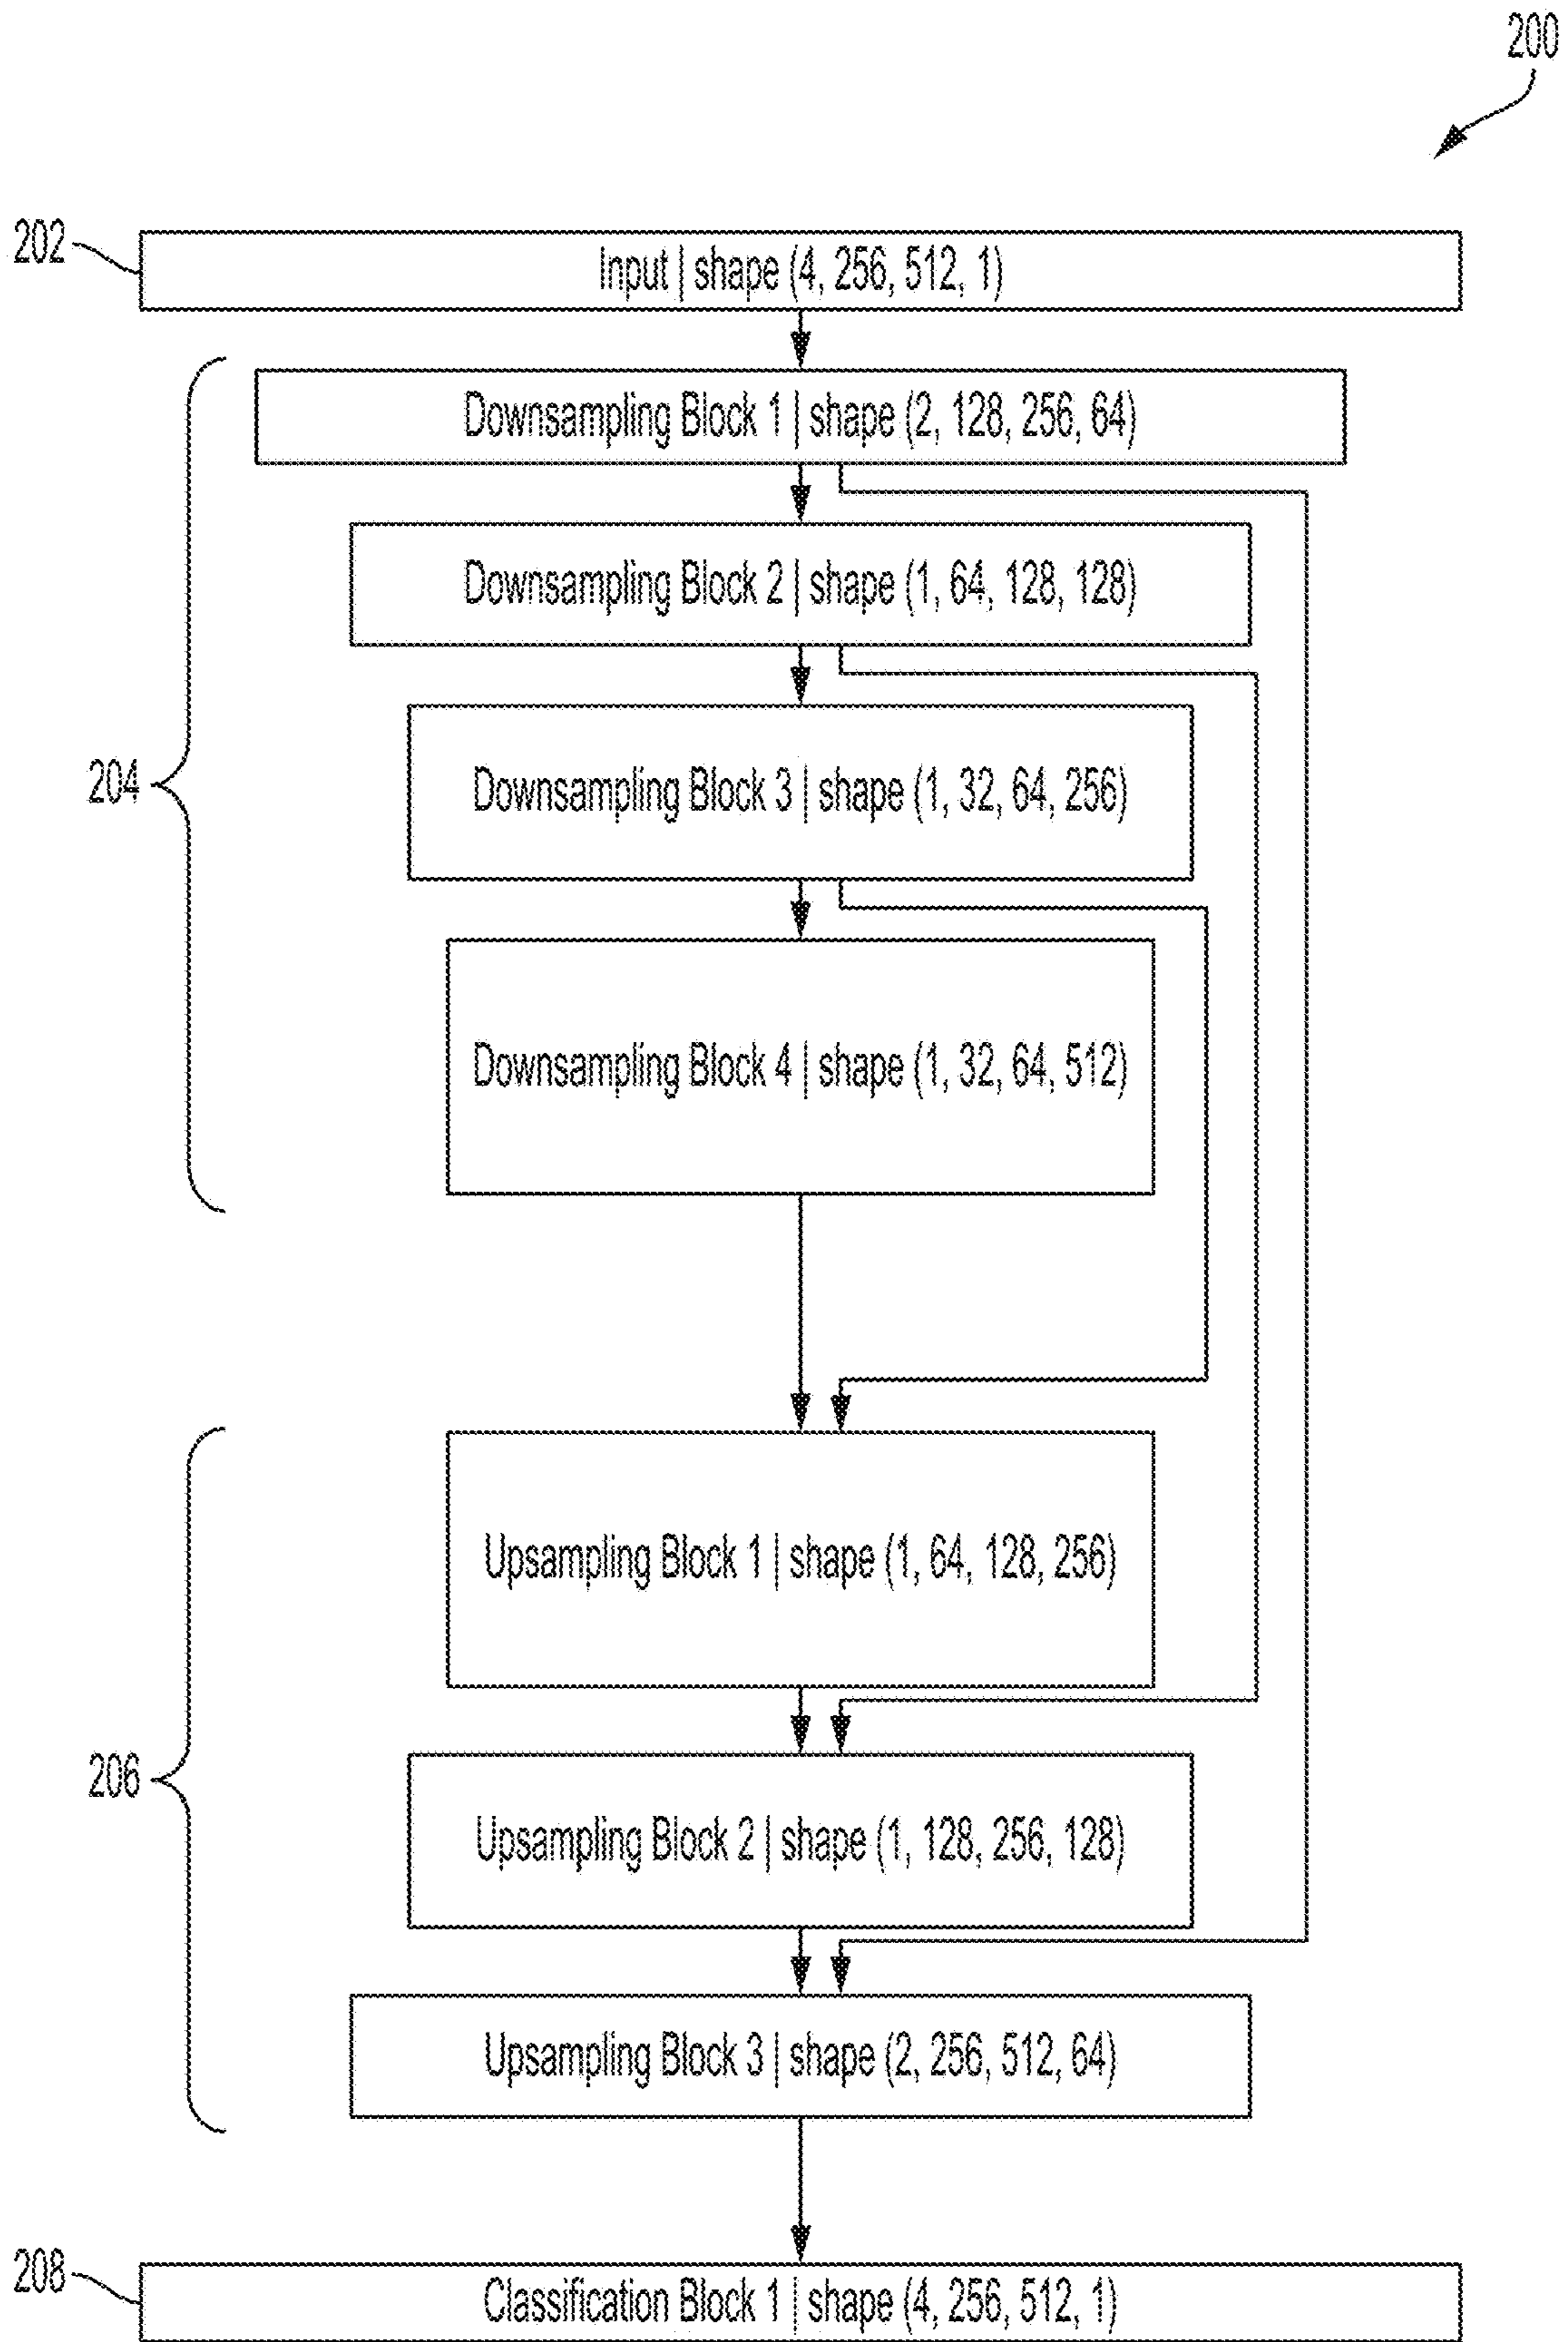 200
202
Input | shape (4, 256, 512, 1)
Downsampling Block 1 | shape (2, 128, 256, 64)
Downsampling Block 2 | shape (1, 64, 128, 128)
204
Downsampling Block 3 | shape (1, 32, 64, 256)
Downsampling Block 4 | shape (1, 32, 64, 512)
Upsampling Block 1 | shape (1, 64, 128, 256)
206
Upsampling Block 2 | shape (1, 128, 256, 128)
Upsampling Block 3 | shape (2, 256, 512, 64)
208
Classification Block 1 | shape (4, 256, 512, 1)